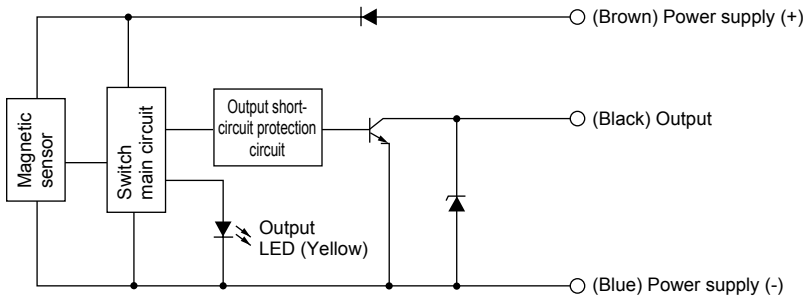 (Brown) Power supply (+)
Magnetic
sensor
Switch
main circuit
Output short-
circuit protection
circuit
(Black) Output
Output
LED (Yellow)
(Blue) Power supply (-)